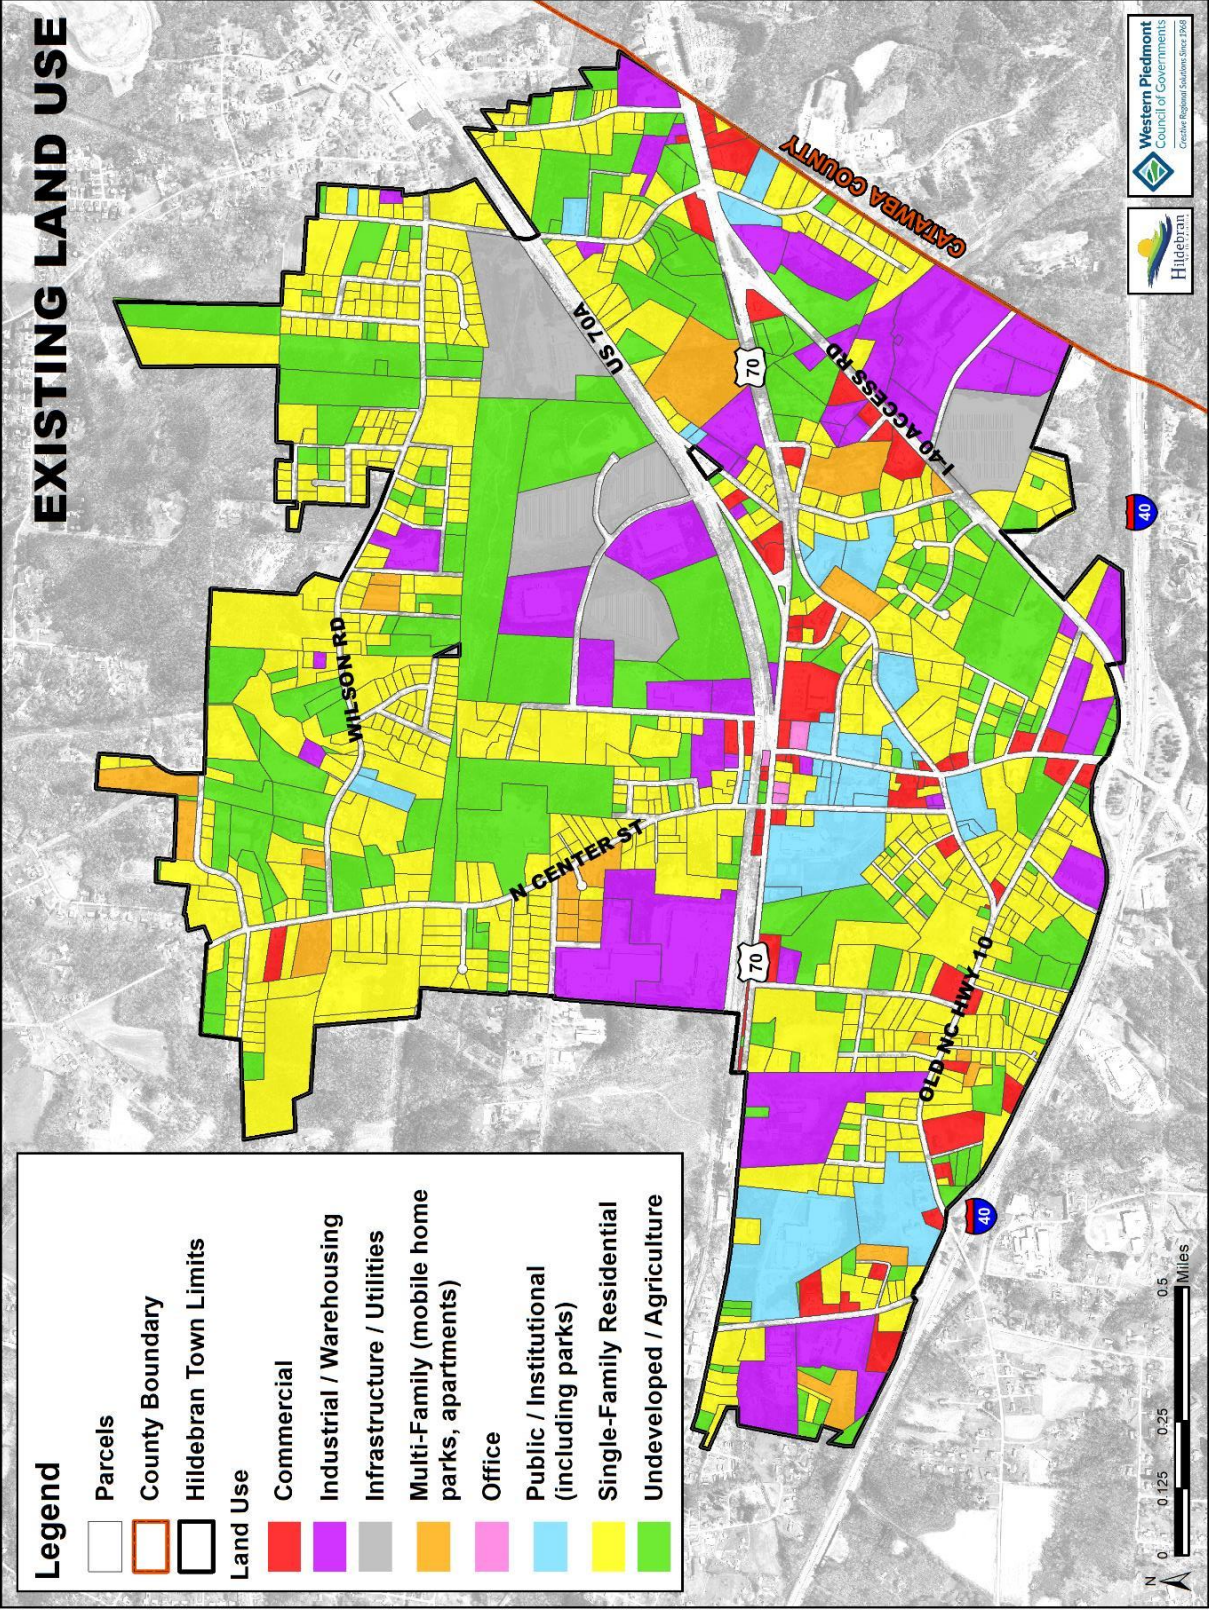 EXISTING LAND USE
Legend
Parcels
County Boundary
Hildebran Town Limits
Land Use
Commercial
Industrial / Warehousing
Infrastructure / Utilities
Multi-Family (mobile home
parks, apartments)
Office
Public / Institutional
(including parks)
Single-Family Residential
Undeveloped / Agriculture
WILSON RD
N CENTER ST
US 70A
70
70
I-40 ACCESS RD
CATAWBA COUNTY
OLD NC HWY 10
40
40
N
0
0.125
0.25
0.5
Miles
Hildebran
Western Piedmont
Council of Governments
Creative Regional Solutions Since 1968